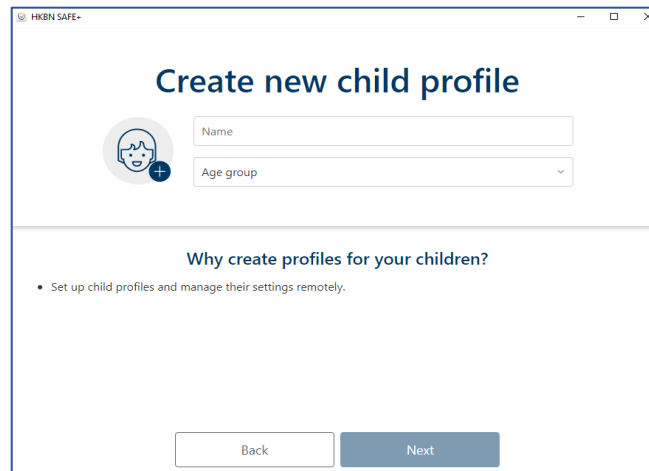 HKBN SAFE+
Create new child profile
Name
Age group
Why create profiles for your children?
• Set up child profiles and manage their settings remotely.
Back
Next